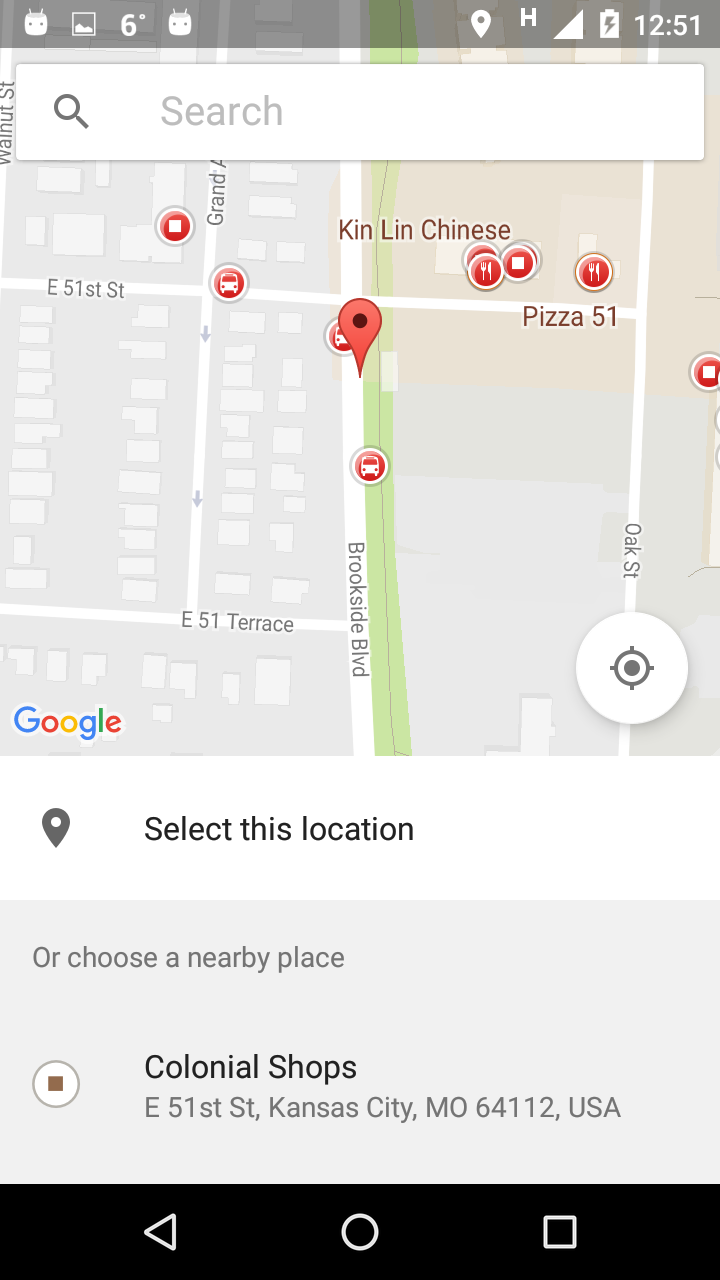 6°
H
12:51
Search
Walnut St
Grand A
Kin Lin Chinese
E 51st St
Pizza 51
Oak St
Brookside Blvd
E 51 Terrace
Google
Select this location
Or choose a nearby place
Colonial Shops
E 51st St, Kansas City, MO 64112, USA